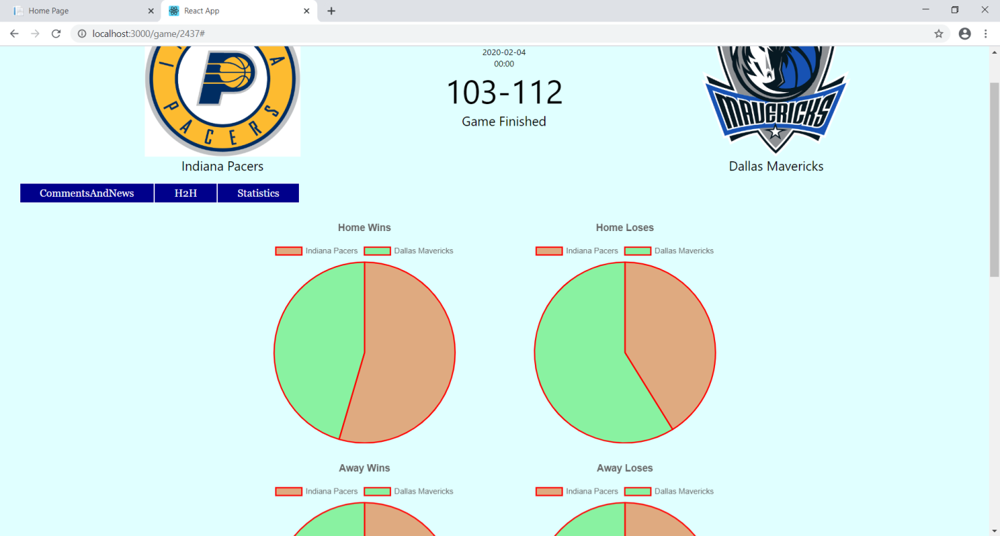 Home Page
React App
localhost:3000/game/2437#
I A
PACERS
2020-02-04
00:00
103-112
Game Finished
MAVERICKS
Indiana Pacers
Dallas Mavericks
CommentsAndNews H2H Statistics
Home Wins
Indiana Pacers Dallas Mavericks
Home Loses
Indiana Pacers Dallas Mavericks
Away Wins
Indiana Pacers Dallas Mavericks
Away Loses
Indiana Pacers Dallas Mavericks